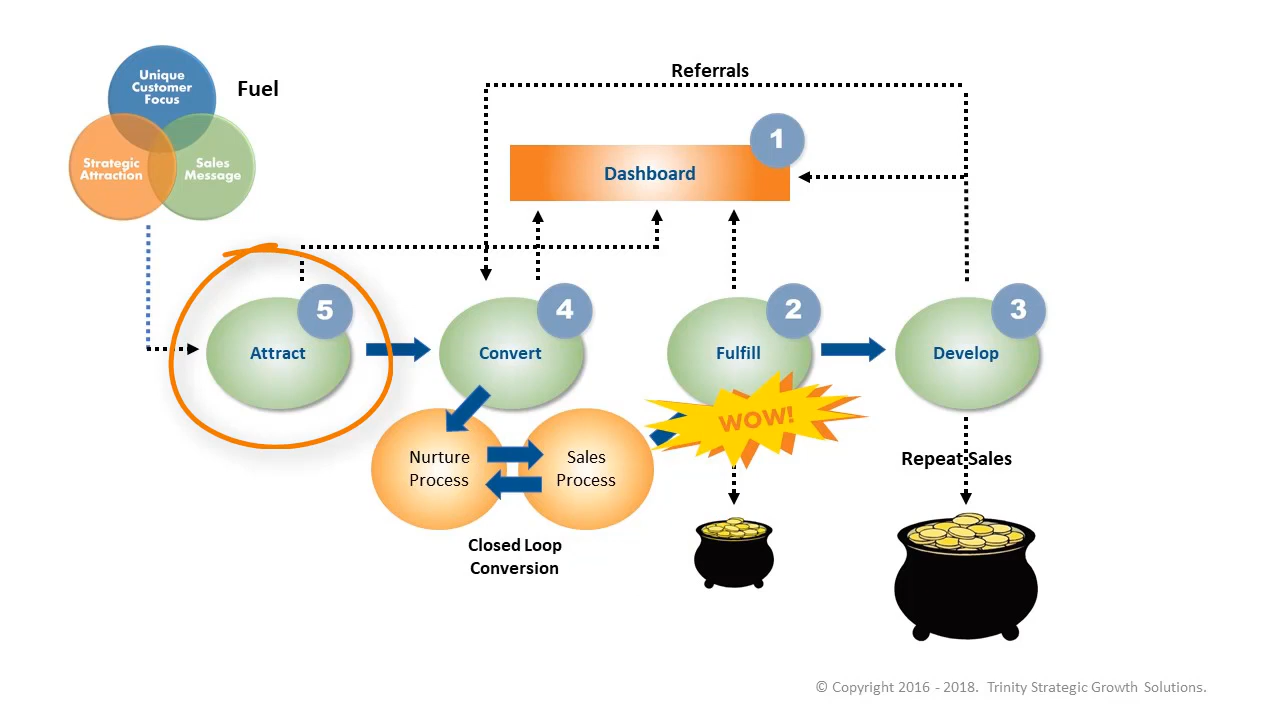 Unique
Customer
Focus
Fuel
Strategic
Attraction
Sales
Message
Referrals
1
Dashboard
5
Attract
4
Convert
2
Fulfill
3
Develop
WOW!
Nurture
Process
Sales
Process
Repeat Sales
Closed Loop
Conversion
© Copyright 2016 - 2018. Trinity Strategic Growth Solutions.